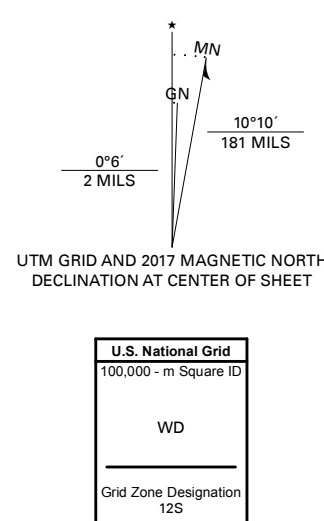 ★
MN
GN
10°10´
181 MILS
0°6´
2 MILS
UTM GRID AND 2017 MAGNETIC NORTH
DECLINATION AT CENTER OF SHEET
U.S. National Grid
100,000 - m Square ID
WD
Grid Zone Designation
12S